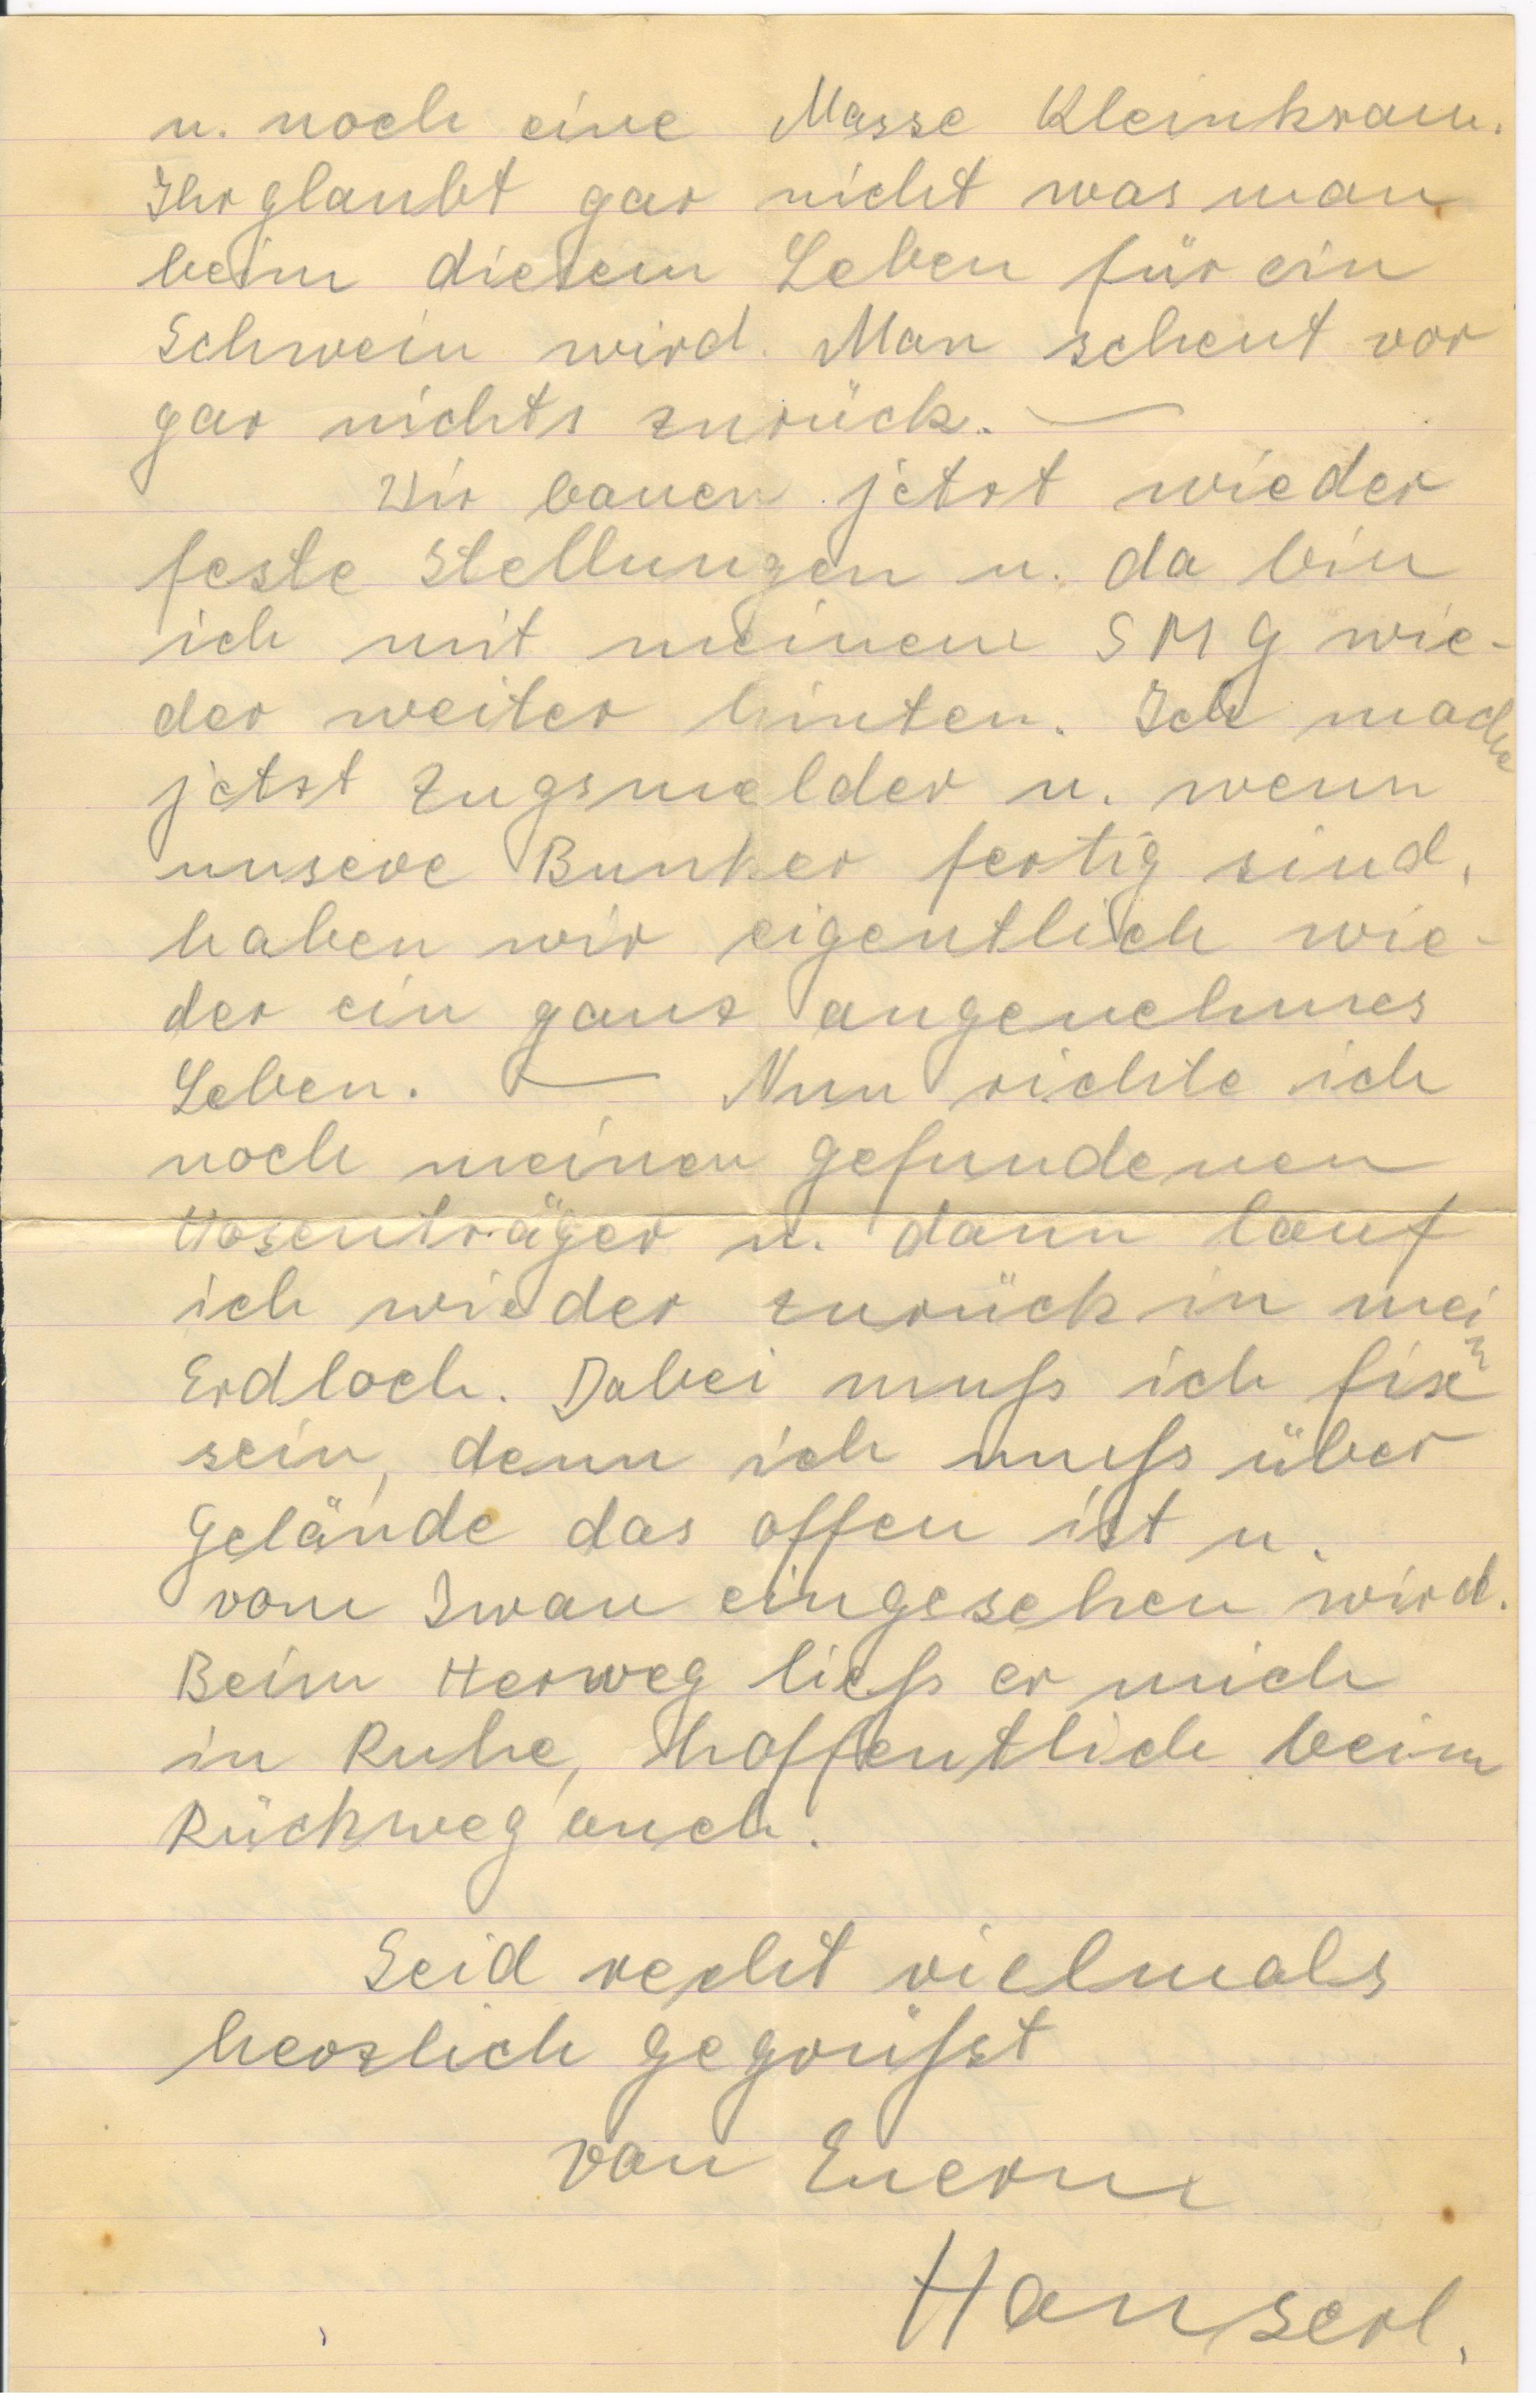 u. noch eine Masse Kleinkram.
Ihr glaubt gar nicht was man
beim diesem Leben für ein
Schwein wird. Man scheut vor
gar nichts zurück. —
Wir bauen jetzt wieder
feste Stellungen u. da bin
ich mit meinem SMG wie-
der weiter hinten. Ich mache
jetzt Zugsmelder u. wenn
unsere Bunker fertig sind,
haben wir eigentlich wie-
der ein ganz angenehmes
Leben. — Nun richte ich
noch meinen gefundenen
Hosenträger u. dann lauf
ich wieder zurück in mein
Erdloch. Dabei muß ich fix
sein, denn ich muß über
Gelände das offen ist u.
vom Iwan eingesehen wird.
Beim Herweg ließ er mich
in Ruhe, hoffentlich beim
Rückweg auch.
Seid recht vielmals
herzlich gegrüßt
von Euerm
Hanserl.